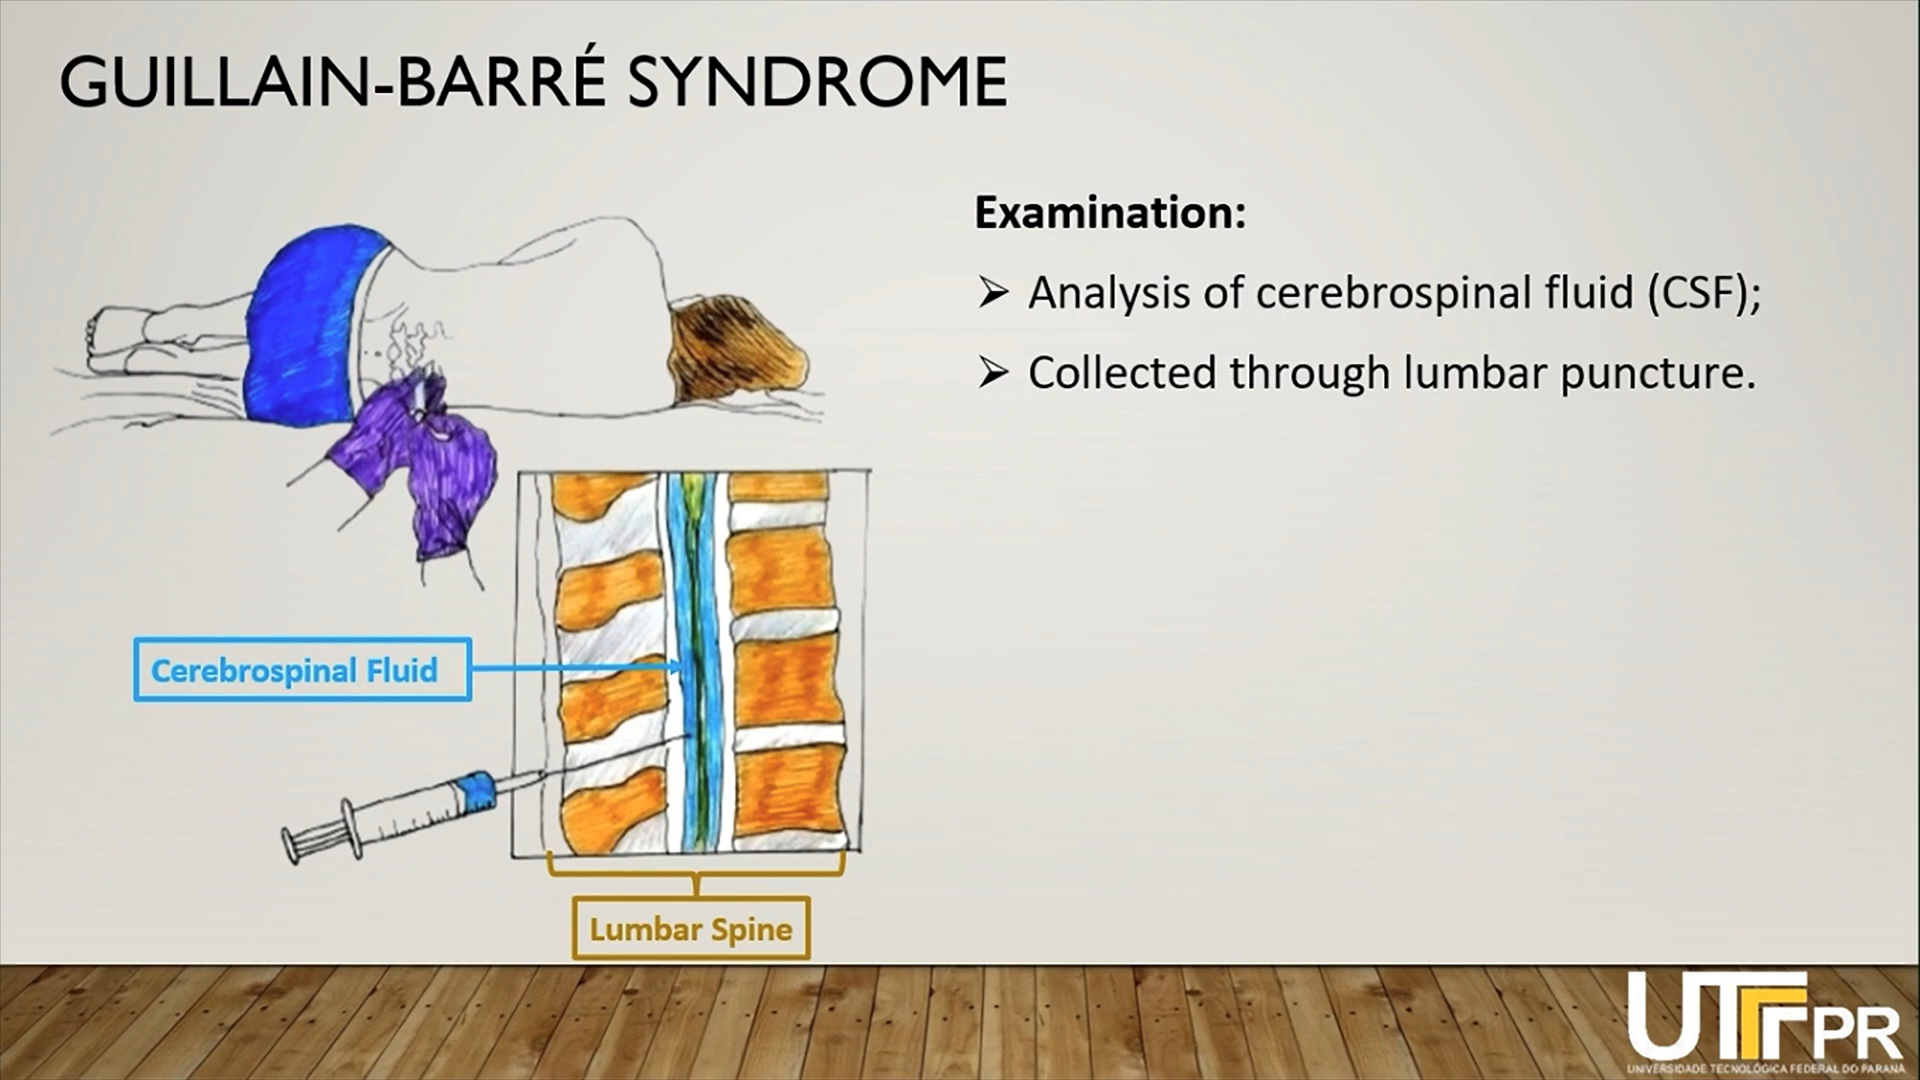 GUILLAIN-BARRÉ SYNDROME
Examination:
Analysis of cerebrospinal fluid (CSF);
Collected through lumbar puncture.
Cerebrospinal Fluid
Lumbar Spine
UTFPR
UNIVERSIDADE TECNOLÓGICA FEDERAL DO PARANÁ